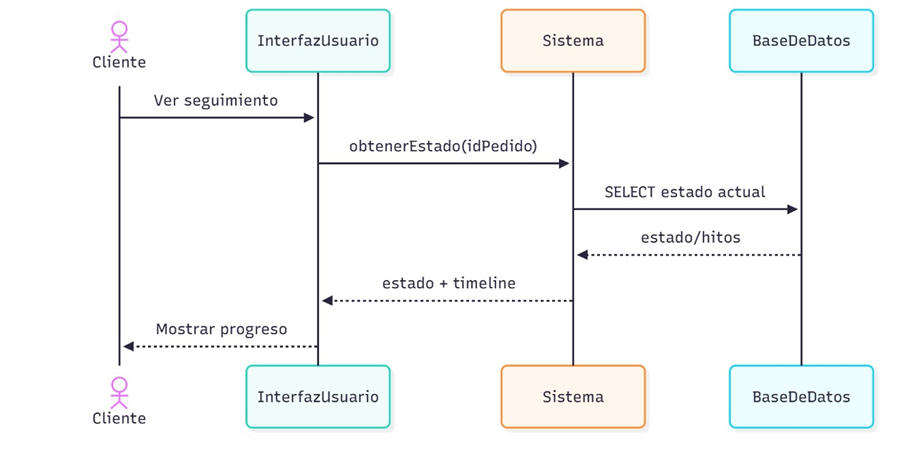 Cliente
InterfazUsuario
Sistema
BaseDeDatos
Ver seguimiento
obtenerEstado(idPedido)
SELECT estado actual
estado/hitos
estado + timeline
Mostrar progreso
Cliente
InterfazUsuario
Sistema
BaseDeDatos